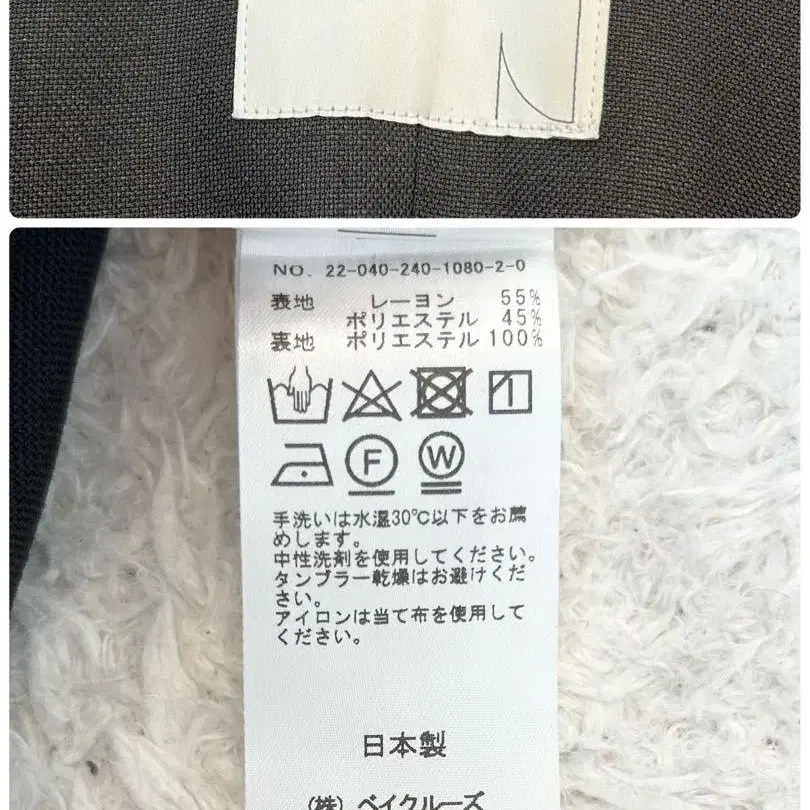 NO. 22-040-240-1080-2-0
表地 レーヨン 55%
ポリエステル 45%
裏地 ポリエステル 100%
F W
手洗いは水温30℃以下をお薦
めします。
中性洗剤を使用してください。
タンブラー乾燥はお避けくだ
さい。
アイロンは当て布を使用して
ください。
日本製
(株) ベイクルーズ